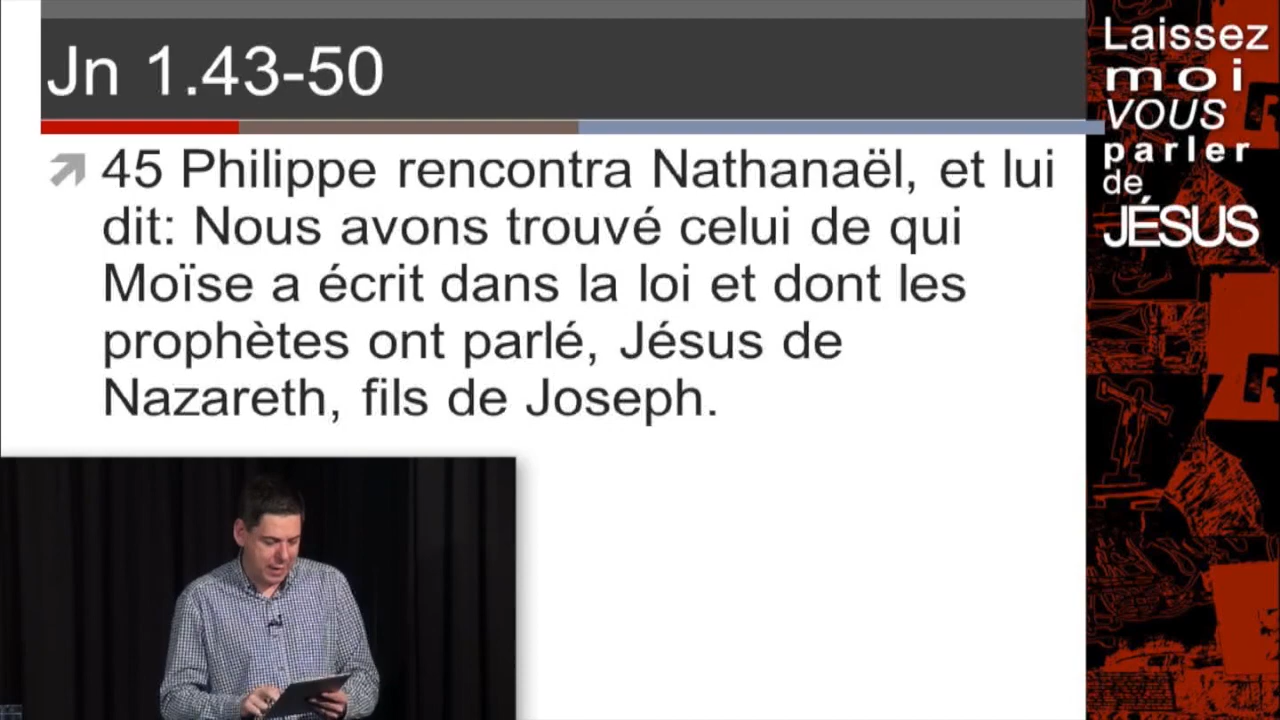 Jn 1.43-50
45 Philippe rencontra Nathanaël, et lui
dit: Nous avons trouvé celui de qui
Moïse a écrit dans la loi et dont les
prophètes ont parlé, Jésus de
Nazareth, fils de Joseph.
Laissez
moi
VOUS
parler
de
JÉSUS